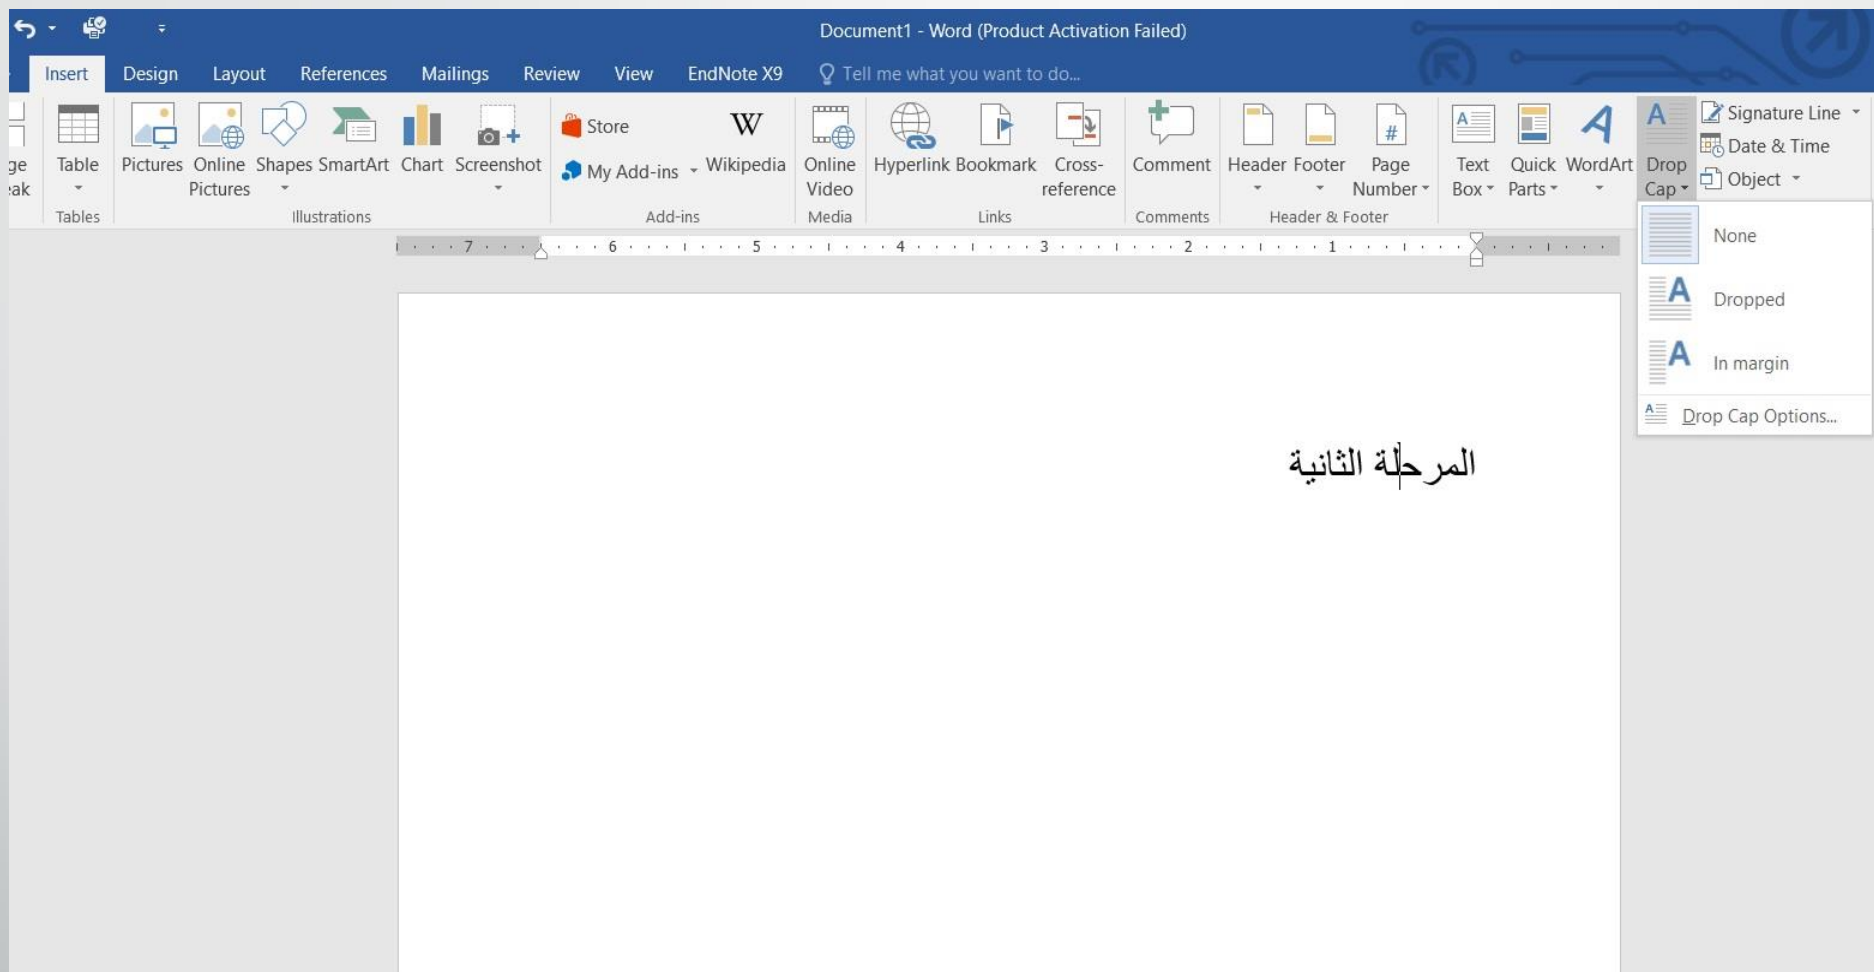 Document1 - Word (Product Activation Failed)
Insert Design Layout References Mailings Review View EndNote X9 Tell me what you want to do...
ge
eak
Table
Pictures
Online
Pictures
Shapes
SmartArt
Chart
Screenshot
Store
My Add-ins
W
Wikipedia
Online
Video
Hyperlink
Bookmark
Cross-
reference
Comment
Header
Footer
#
Page
Number
A
Text
Box
Quick
Parts
A
WordArt
A
Drop
Cap
Signature Line
Date & Time
Object
Tables Illustrations Add-ins Media Links Comments Header & Footer
7 6 5 4 3 2 1
None
A Dropped
A In margin
A Drop Cap Options...
المرحلة الثانية